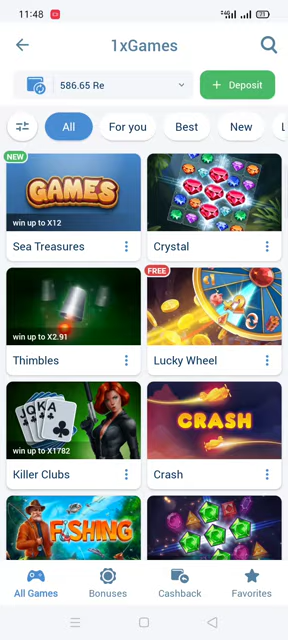 11:48
1xGames
586.65 Re
+ Deposit
All
For you
Best
New
NEW
GAMES
win up to X12
Sea Treasures
Crystal
FREE
win up to X2.91
Thimbles
Lucky Wheel
J Q K A
win up to X1782
Killer Clubs
CRASH
Crash
FISHING
All Games
Bonuses
Cashback
Favorites